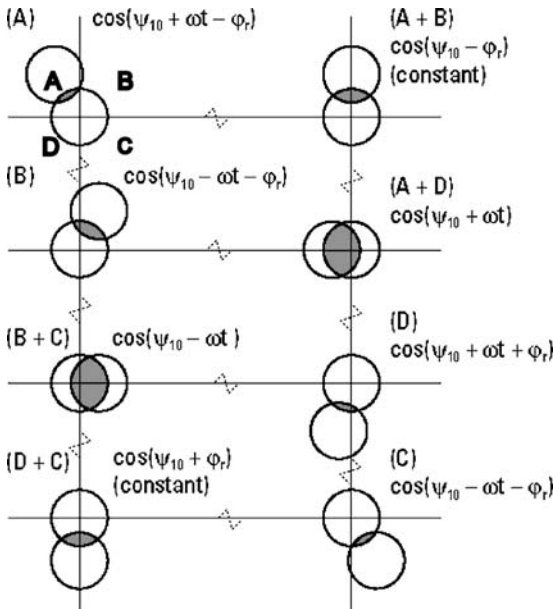 (A)
cos(ψ₁₀ + ωt – φᵣ)
A B
D C
(A + B)
cos(ψ₁₀ – φᵣ)
(constant)
(B)
cos(ψ₁₀ – ωt – φᵣ)
(A + D)
cos(ψ₁₀ + ωt)
(B + C)
cos(ψ₁₀ – ωt )
(D)
cos(ψ₁₀ + ωt + φᵣ)
(D + C)
cos(ψ₁₀ + φᵣ)
(constant)
(C)
cos(ψ₁₀ – ωt – φᵣ)